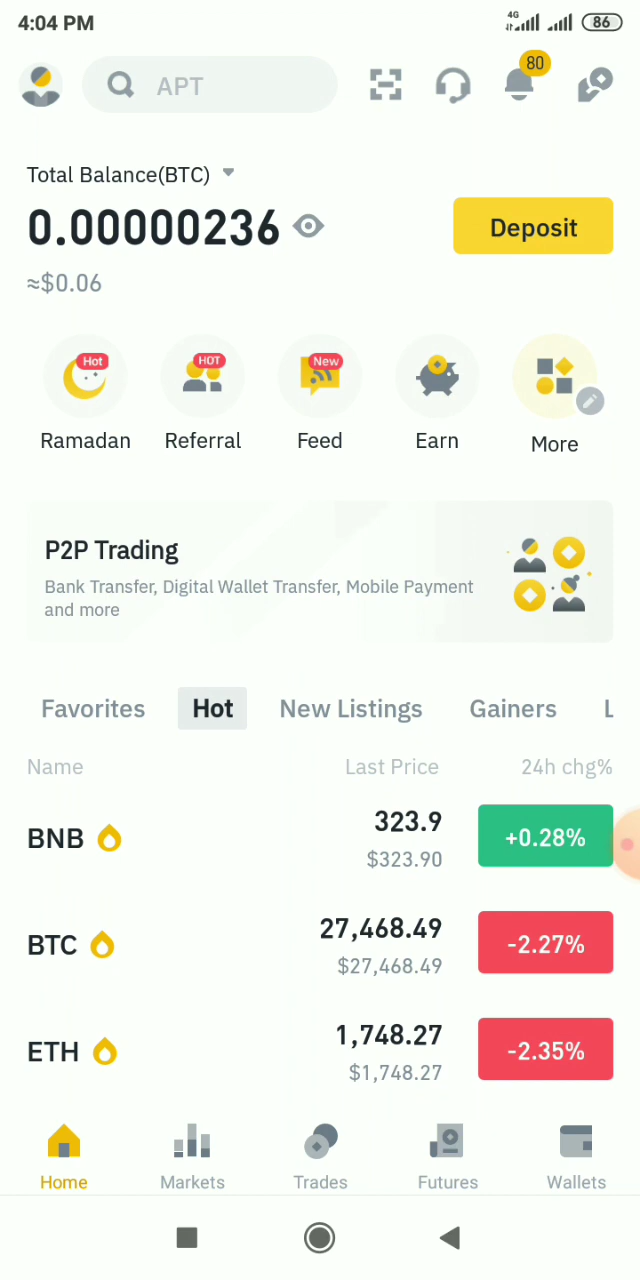 4:04 PM 4G 86
APT 80
Total Balance(BTC)
0.00000236 Deposit
≈$0.06
Hot HOT New
Ramadan Referral Feed Earn More
P2P Trading
Bank Transfer, Digital Wallet Transfer, Mobile Payment
and more
Favorites Hot New Listings Gainers L
Name Last Price 24h chg%
BNB 323.9 +0.28%
$323.90
BTC 27,468.49 -2.27%
$27,468.49
ETH 1,748.27 -2.35%
$1,748.27
Home Markets Trades Futures Wallets